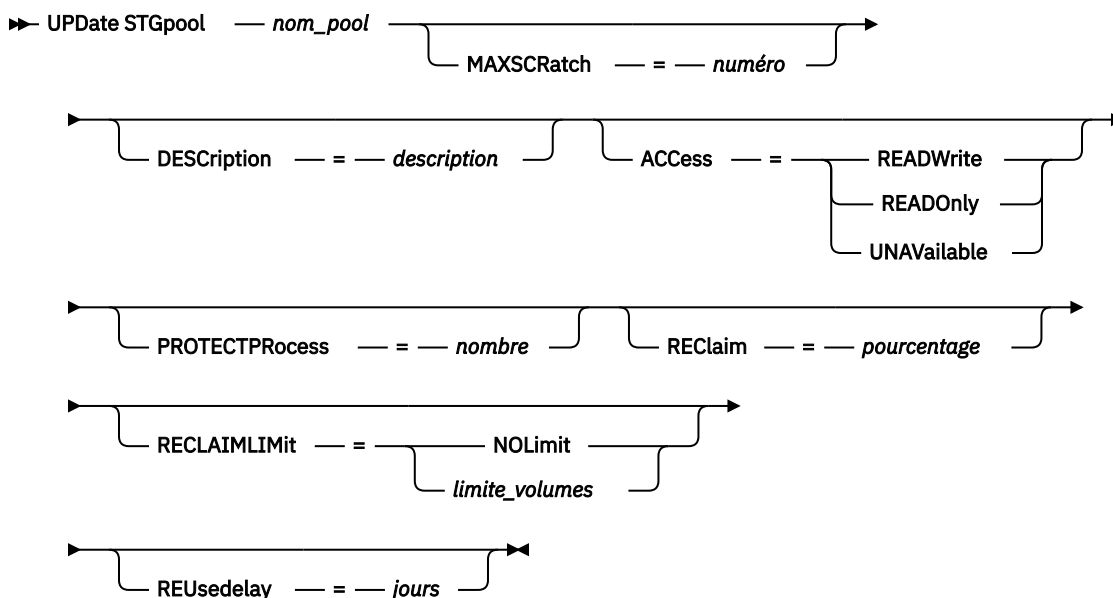 UPDate STGpool nom_pool
MAXSCRatch = numéro
DESCription = description ACCess = READWrite
READOnly
UNAVailable
PROTECTPRocess = nombre REClaim = pourcentage
RECLAIMLIMit = NOLimit
limite_volumes
REUsedelay = jours